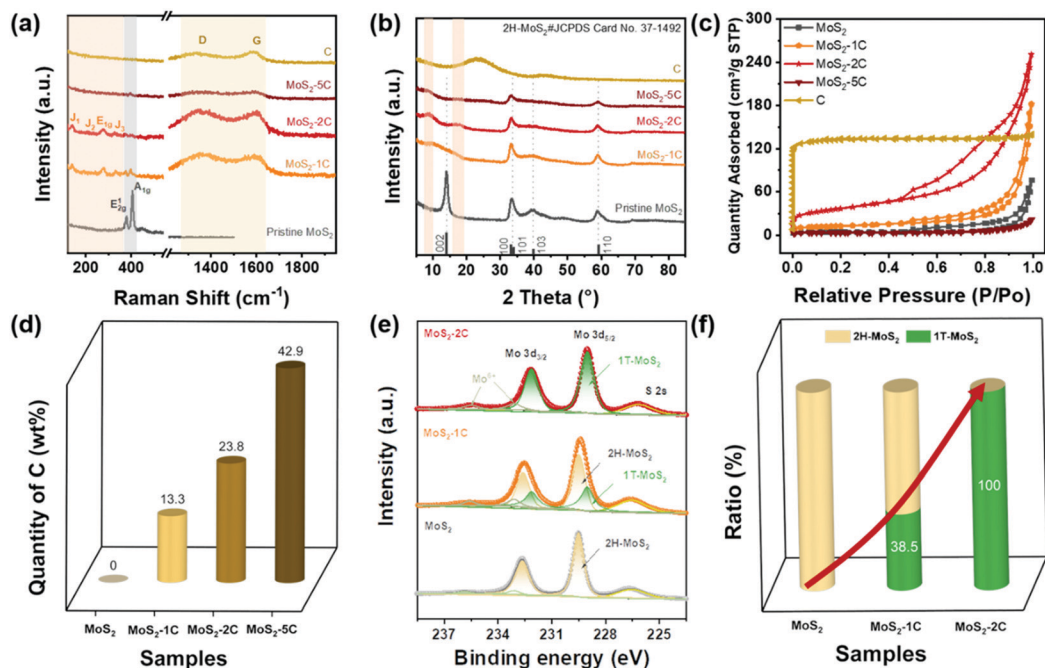 (a)
D
G
C
MoS₂-5C
MoS₂-2C
J₁
J₂
E₁g
J₃
MoS₂-1C
A₁g
E¹₂g
Pristine MoS₂
Intensity (a.u.)
200 400 1400 1600 1800
Raman Shift (cm⁻¹)
(b)
2H-MoS₂#JCPDS Card No. 37-1492
C
MoS₂-5C
MoS₂-2C
MoS₂-1C
Pristine MoS₂
002
100
101
103
110
Intensity (a.u.)
15 30 45 60 75
2 Theta (°)
(c)
MoS₂
MoS₂-1C
MoS₂-2C
MoS₂-5C
C
Quantity Adsorbed (cm³/g STP)
300
240
180
120
60
0
0.0 0.2 0.4 0.6 0.8 1.0
Relative Pressure (P/Po)
(d)
42.9
23.8
13.3
0
Quantity of C (wt%)
MoS₂ MoS₂-1C MoS₂-2C MoS₂-5C
Samples
(e)
MoS₂-2C
Mo 3d₃/₂
Mo 3d₅/₂
1T-MoS₂
Mo⁶⁺
S 2s
MoS₂-1C
2H-MoS₂
1T-MoS₂
MoS₂
2H-MoS₂
Intensity (a.u.)
237 234 231 228 225
Binding energy (eV)
(f)
2H-MoS₂ 1T-MoS₂
100
38.5
Ratio (%)
MoS₂ MoS₂-1C MoS₂-2C
Samples